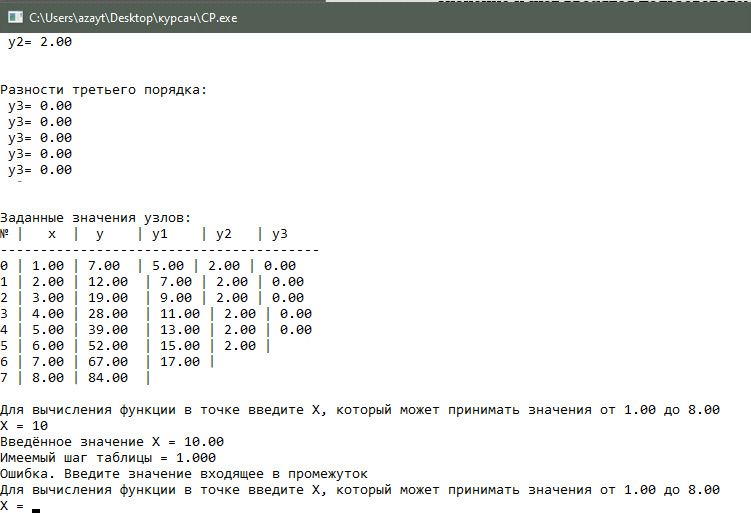 C:\Users\azayt\Desktop\курсач\CP.exe
y2= 2.00
Разности третьего порядка:
y3= 0.00
y3= 0.00
y3= 0.00
y3= 0.00
y3= 0.00
Заданные значения узлов:
№ | x | y | y1 | y2 | y3
----------------------------------------
0 | 1.00 | 7.00 | 5.00 | 2.00 | 0.00
1 | 2.00 | 12.00 | 7.00 | 2.00 | 0.00
2 | 3.00 | 19.00 | 9.00 | 2.00 | 0.00
3 | 4.00 | 28.00 | 11.00 | 2.00 | 0.00
4 | 5.00 | 39.00 | 13.00 | 2.00 | 0.00
5 | 6.00 | 52.00 | 15.00 | 2.00 |
6 | 7.00 | 67.00 | 17.00 |
7 | 8.00 | 84.00 |
Для вычисления функции в точке введите X, который может принимать значения от 1.00 до 8.00
X = 10
Введённое значение X = 10.00
Имеемый шаг таблицы = 1.000
Ошибка. Введите значение входящее в промежуток
Для вычисления функции в точке введите X, который может принимать значения от 1.00 до 8.00
X = _